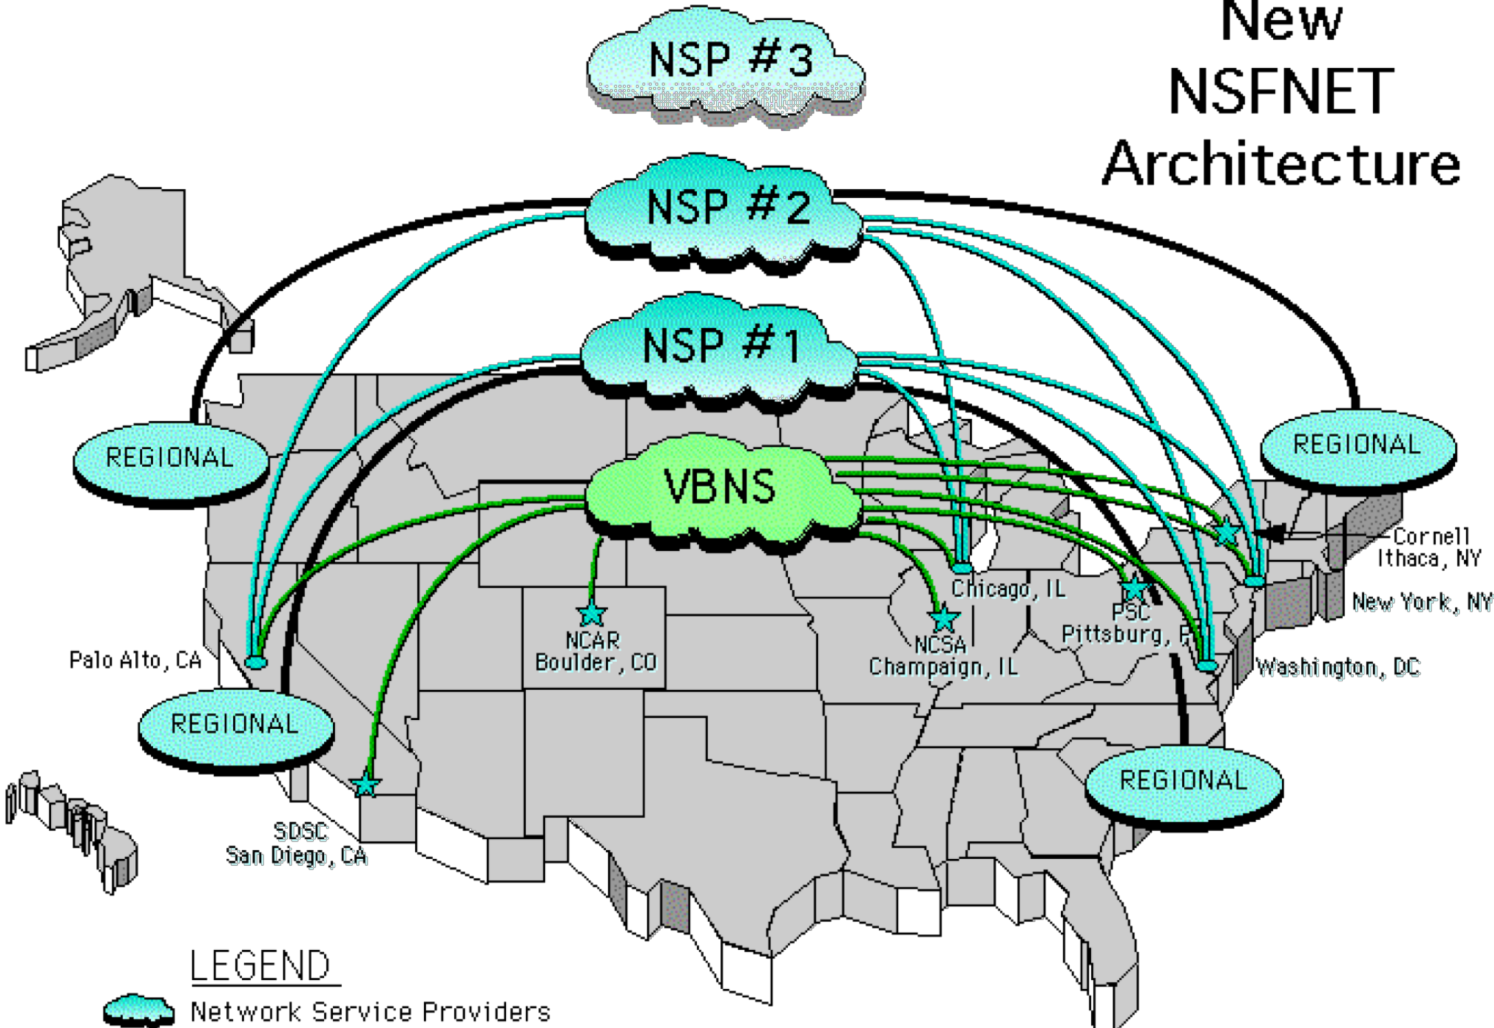 New
NSFNET
Architecture
NSP #3
NSP #2
NSP #1
VBNS
REGIONAL
REGIONAL
REGIONAL
REGIONAL
Cornell
Ithaca, NY
New York, NY
Chicago, IL
PSC
Pittsburg,
NCAR
Boulder, CO
NCSA
Champaign, IL
Palo Alto, CA
Washington, DC
SDSC
San Diego, CA
LEGEND
Network Service Providers